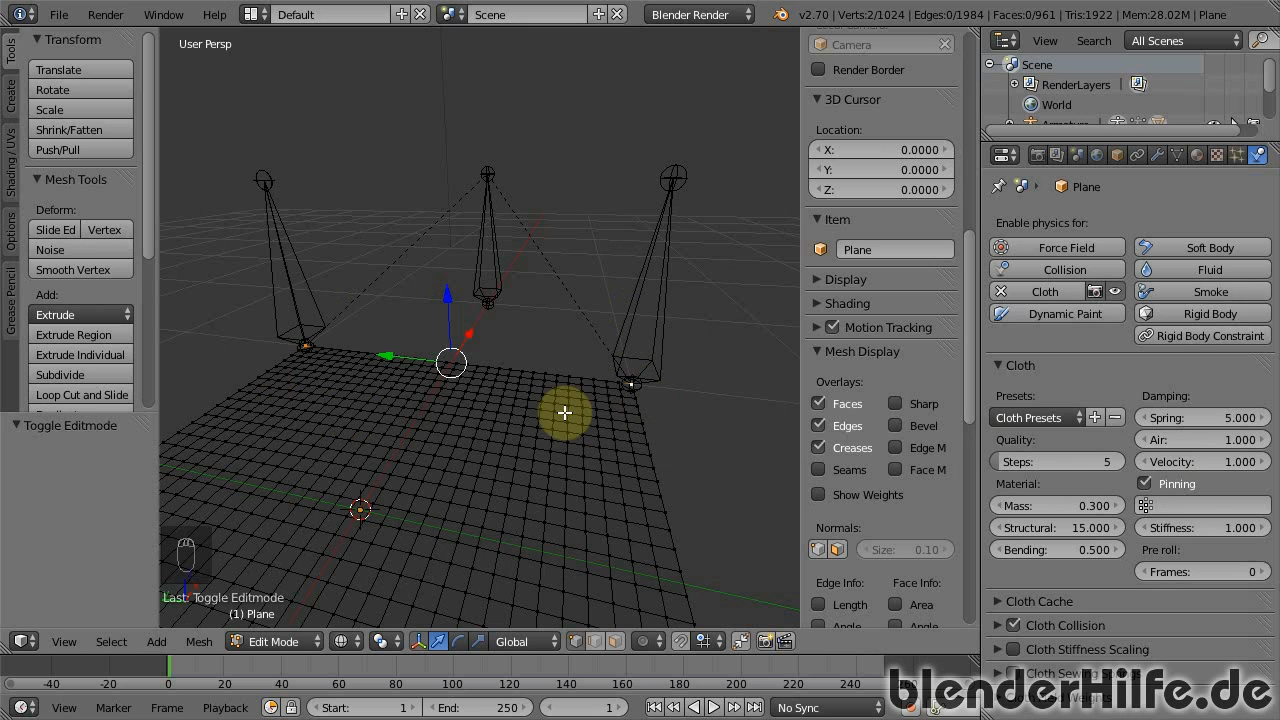 File Render Window Help Default Scene Blender Render v2.70 | Verts:2/1024 | Edges:0/1984 | Faces:0/961 | Tris:1922 | Mem:28.02M | Plane
Tools
Create
Shading / UVs
Options
Grease Pencil
Transform
Translate
Rotate
Scale
Shrink/Fatten
Push/Pull
Mesh Tools
Deform:
Slide Ed Vertex
Noise
Smooth Vertex
Add:
Extrude
Extrude Region
Extrude Individual
Subdivide
Loop Cut and Slide
Toggle Editmode
User Persp
Last: Toggle Editmode
(1) Plane
Camera
Render Border
3D Cursor
Location:
X: 0.0000
Y: 0.0000
Z: 0.0000
Item
Plane
Display
Shading
Motion Tracking
Mesh Display
Overlays:
Faces Sharp
Edges Bevel
Creases Edge M
Seams Face M
Show Weights
Normals:
Size: 0.10
Edge Info: Face Info:
Length Area
Angle Angle
View Search All Scenes
Scene
RenderLayers |
World
Armature
Plane
Enable physics for:
Force Field Soft Body
Collision Fluid
Cloth Smoke
Dynamic Paint Rigid Body
Rigid Body Constraint
Cloth
Presets: Damping:
Cloth Presets Spring: 5.000
Quality: Air: 1.000
Steps: 5 Velocity: 1.000
Material: Pinning
Mass: 0.300
Structural: 15.000 Stiffness: 1.000
Bending: 0.500 Pre roll:
Frames: 0
Cloth Cache
Cloth Collision
Cloth Stiffness Scaling
Cloth Sewing Springs
View Select Add Mesh Edit Mode Global
-40 -20 0 20 40 60 80 100 120 140 160 180 200 220 240
View Marker Frame Playback Start: 1 End: 250 1 No Sync
blenderHilfe.de